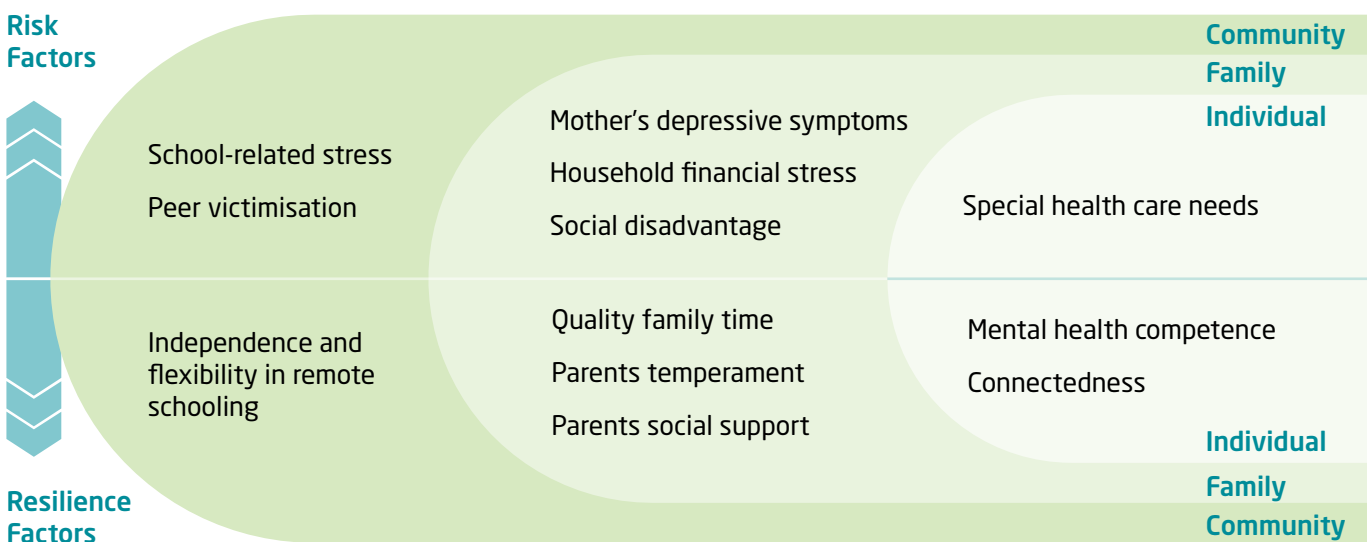 Risk
Factors
Community
Family
Individual
School-related stress
Peer victimisation
Mother's depressive symptoms
Household financial stress
Social disadvantage
Special health care needs
Independence and
flexibility in remote
schooling
Quality family time
Parents temperament
Parents social support
Mental health competence
Connectedness
Individual
Family
Community
Resilience
Factors